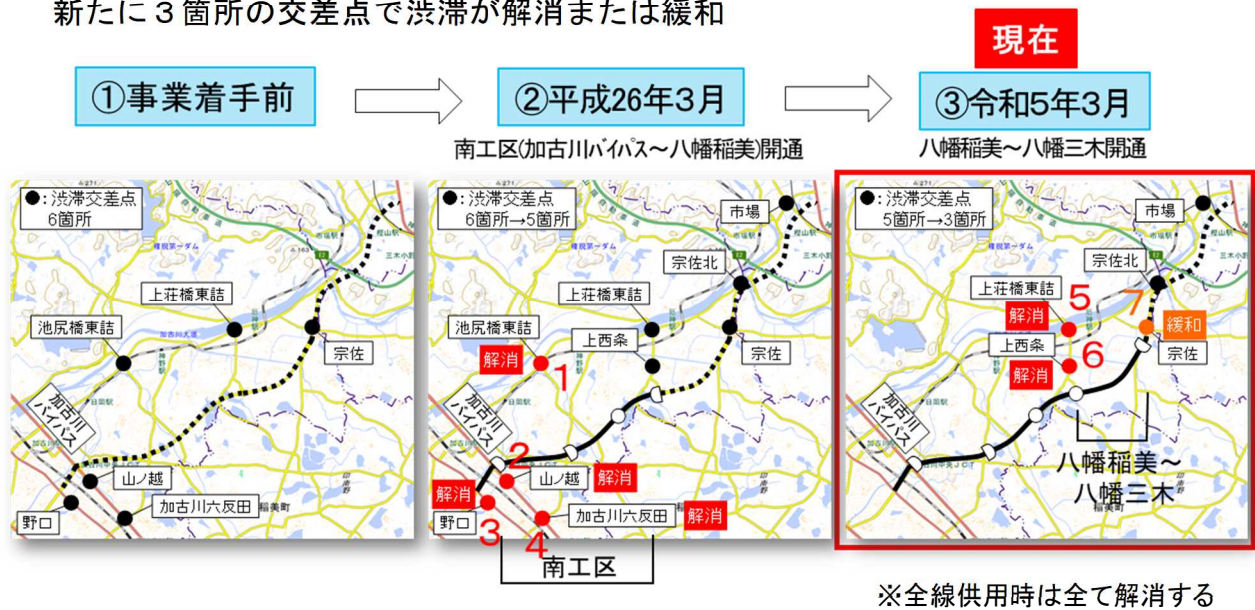 新たに３箇所の交差点で渋滞が解消または緩和
現在
①事業着手前
②平成26年3月
③令和5年3月
南工区(加古川バイパス～八幡稲美)開通
八幡稲美～八幡三木開通
●:渋滞交差点
6箇所
上荘橋東詰
池尻橋東詰
宗佐
加古川
バイパス
山ノ越
野口
加古川六反田
稲美町
●:渋滞交差点
6箇所→5箇所
市場
宗佐北
上荘橋東詰
池尻橋東詰
上西条
解消
1
宗佐
加古川
バイパス
2
山ノ越
解消
解消
野口
3
加古川六反田
解消
4
南工区
●:渋滞交差点
5箇所→3箇所
市場
宗佐北
上荘橋東詰
5
解消
7
緩和
上西条
6
宗佐
解消
加古川
バイパス
八幡稲美～
八幡三木
稲美町
※全線供用時は全て解消する